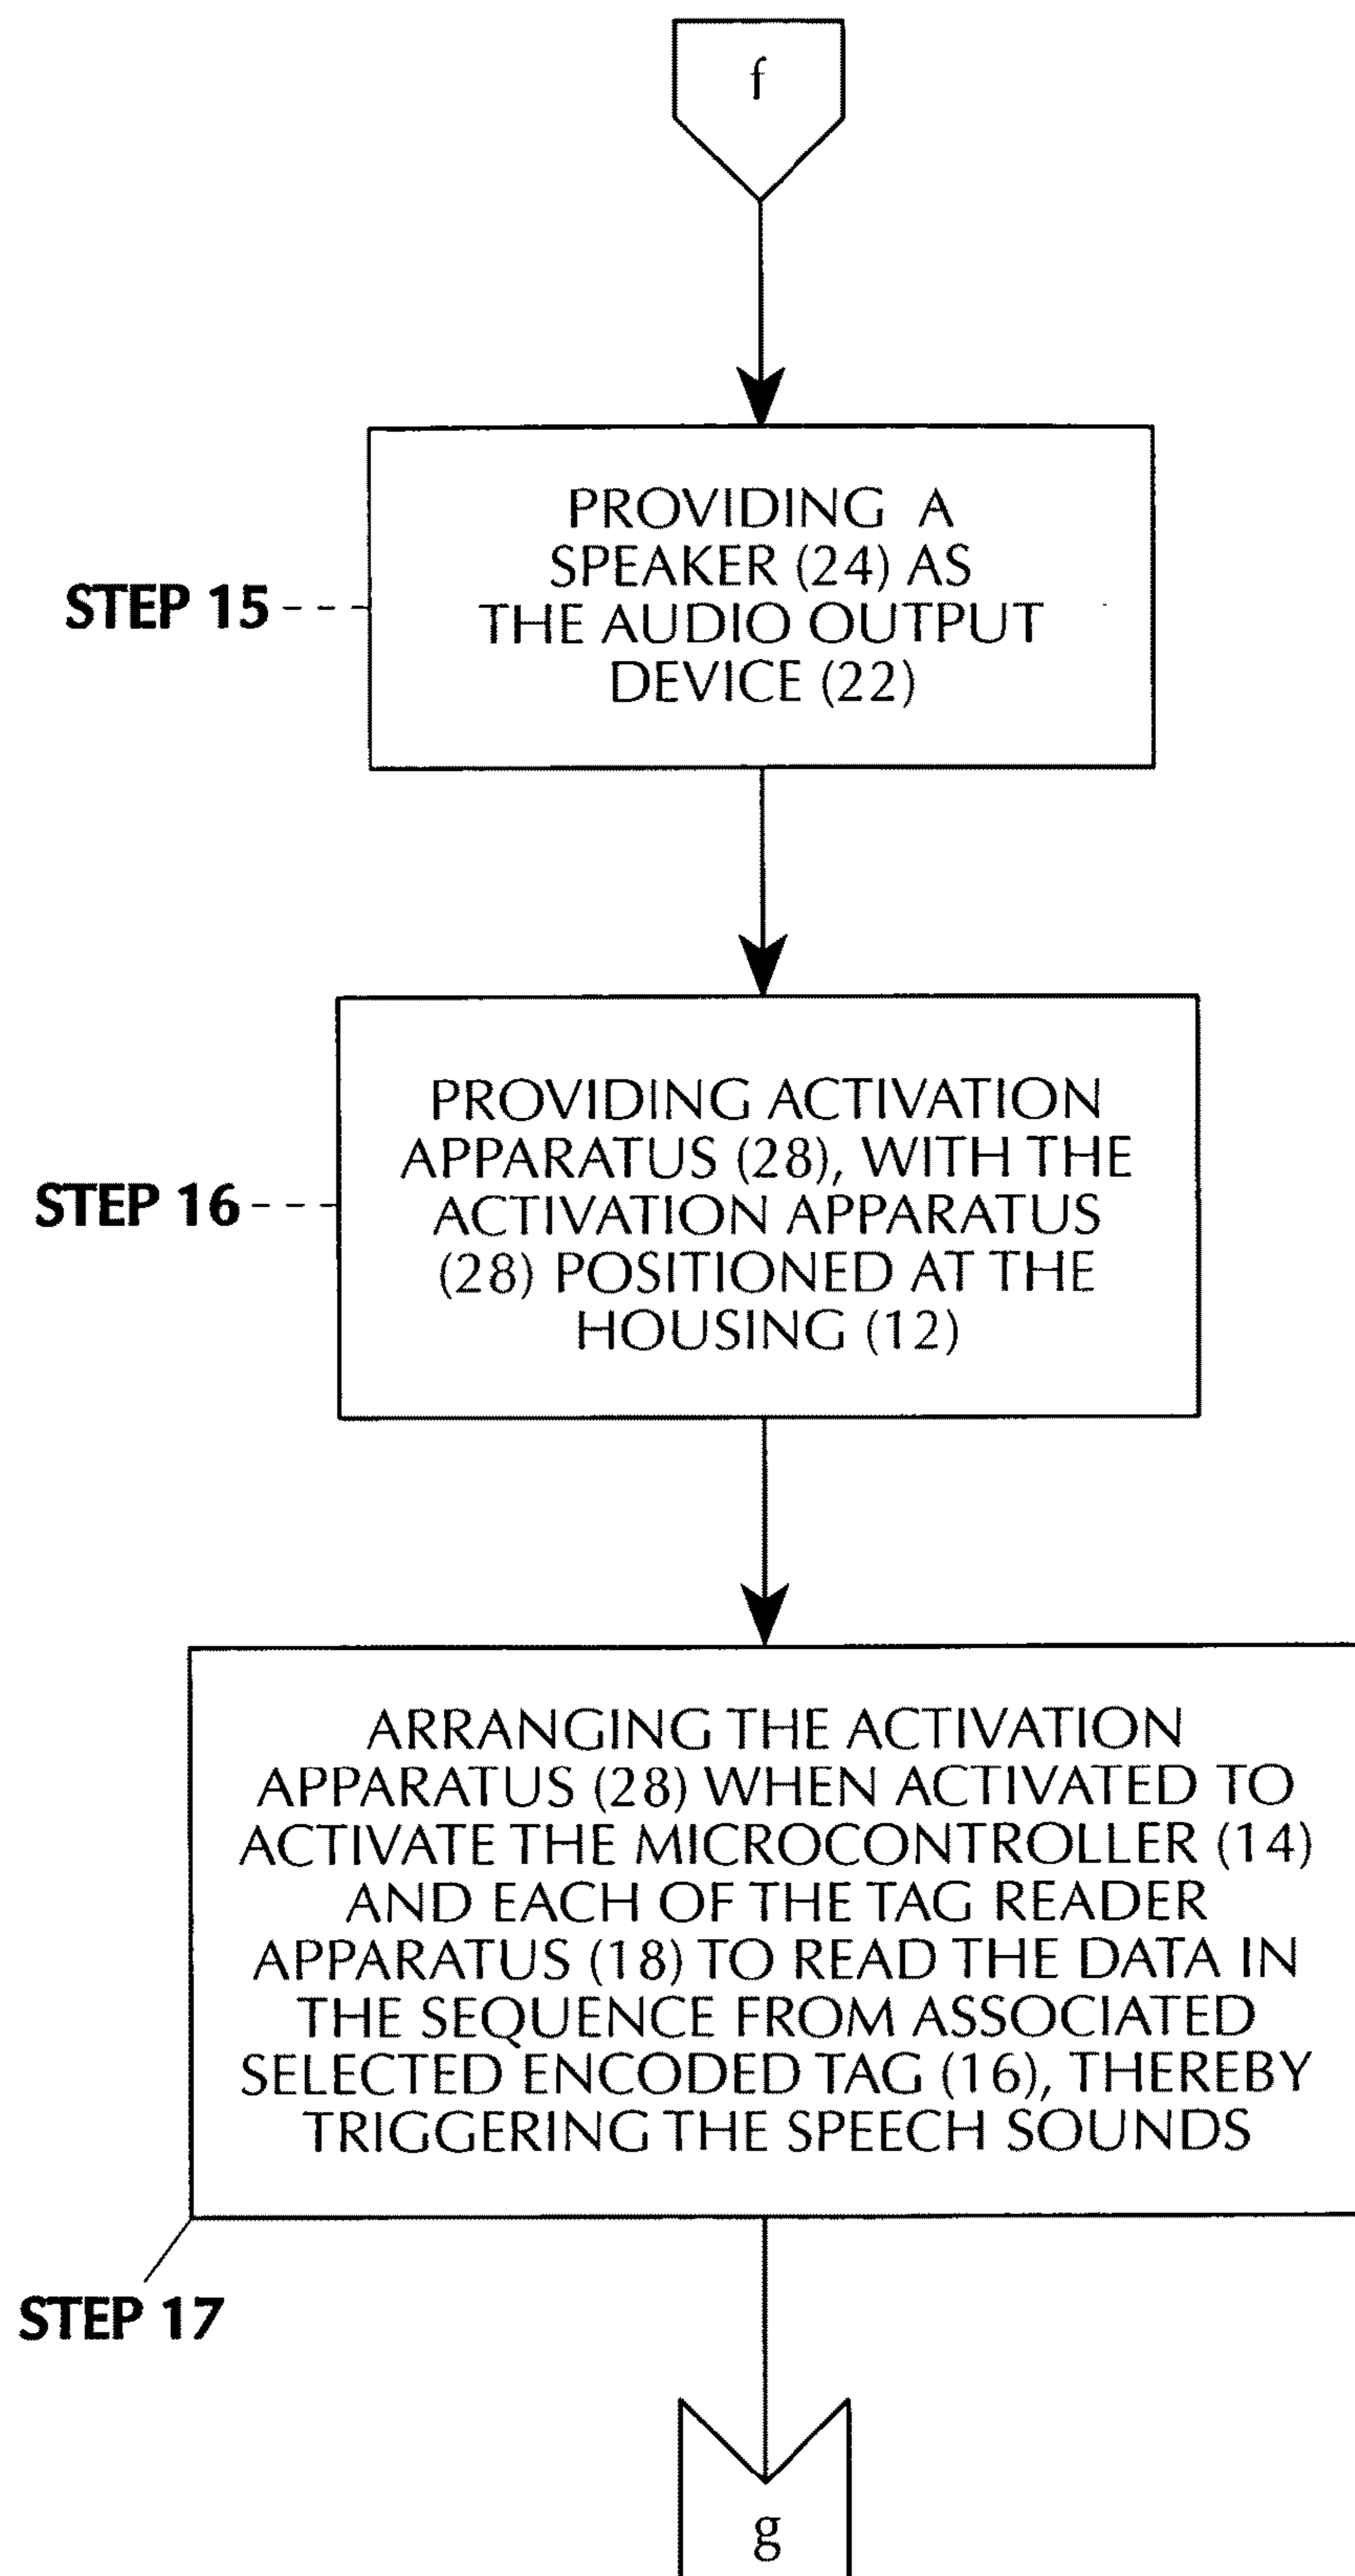 f
PROVIDING A
SPEAKER (24) AS
THE AUDIO OUTPUT
DEVICE (22)
STEP 15
PROVIDING ACTIVATION
APPARATUS (28), WITH THE
ACTIVATION APPARATUS
(28) POSITIONED AT THE
HOUSING (12)
STEP 16
ARRANGING THE ACTIVATION
APPARATUS (28) WHEN ACTIVATED TO
ACTIVATE THE MICROCONTROLLER (14)
AND EACH OF THE TAG READER
APPARATUS (18) TO READ THE DATA IN
THE SEQUENCE FROM ASSOCIATED
SELECTED ENCODED TAG (16), THEREBY
TRIGGERING THE SPEECH SOUNDS
STEP 17
g